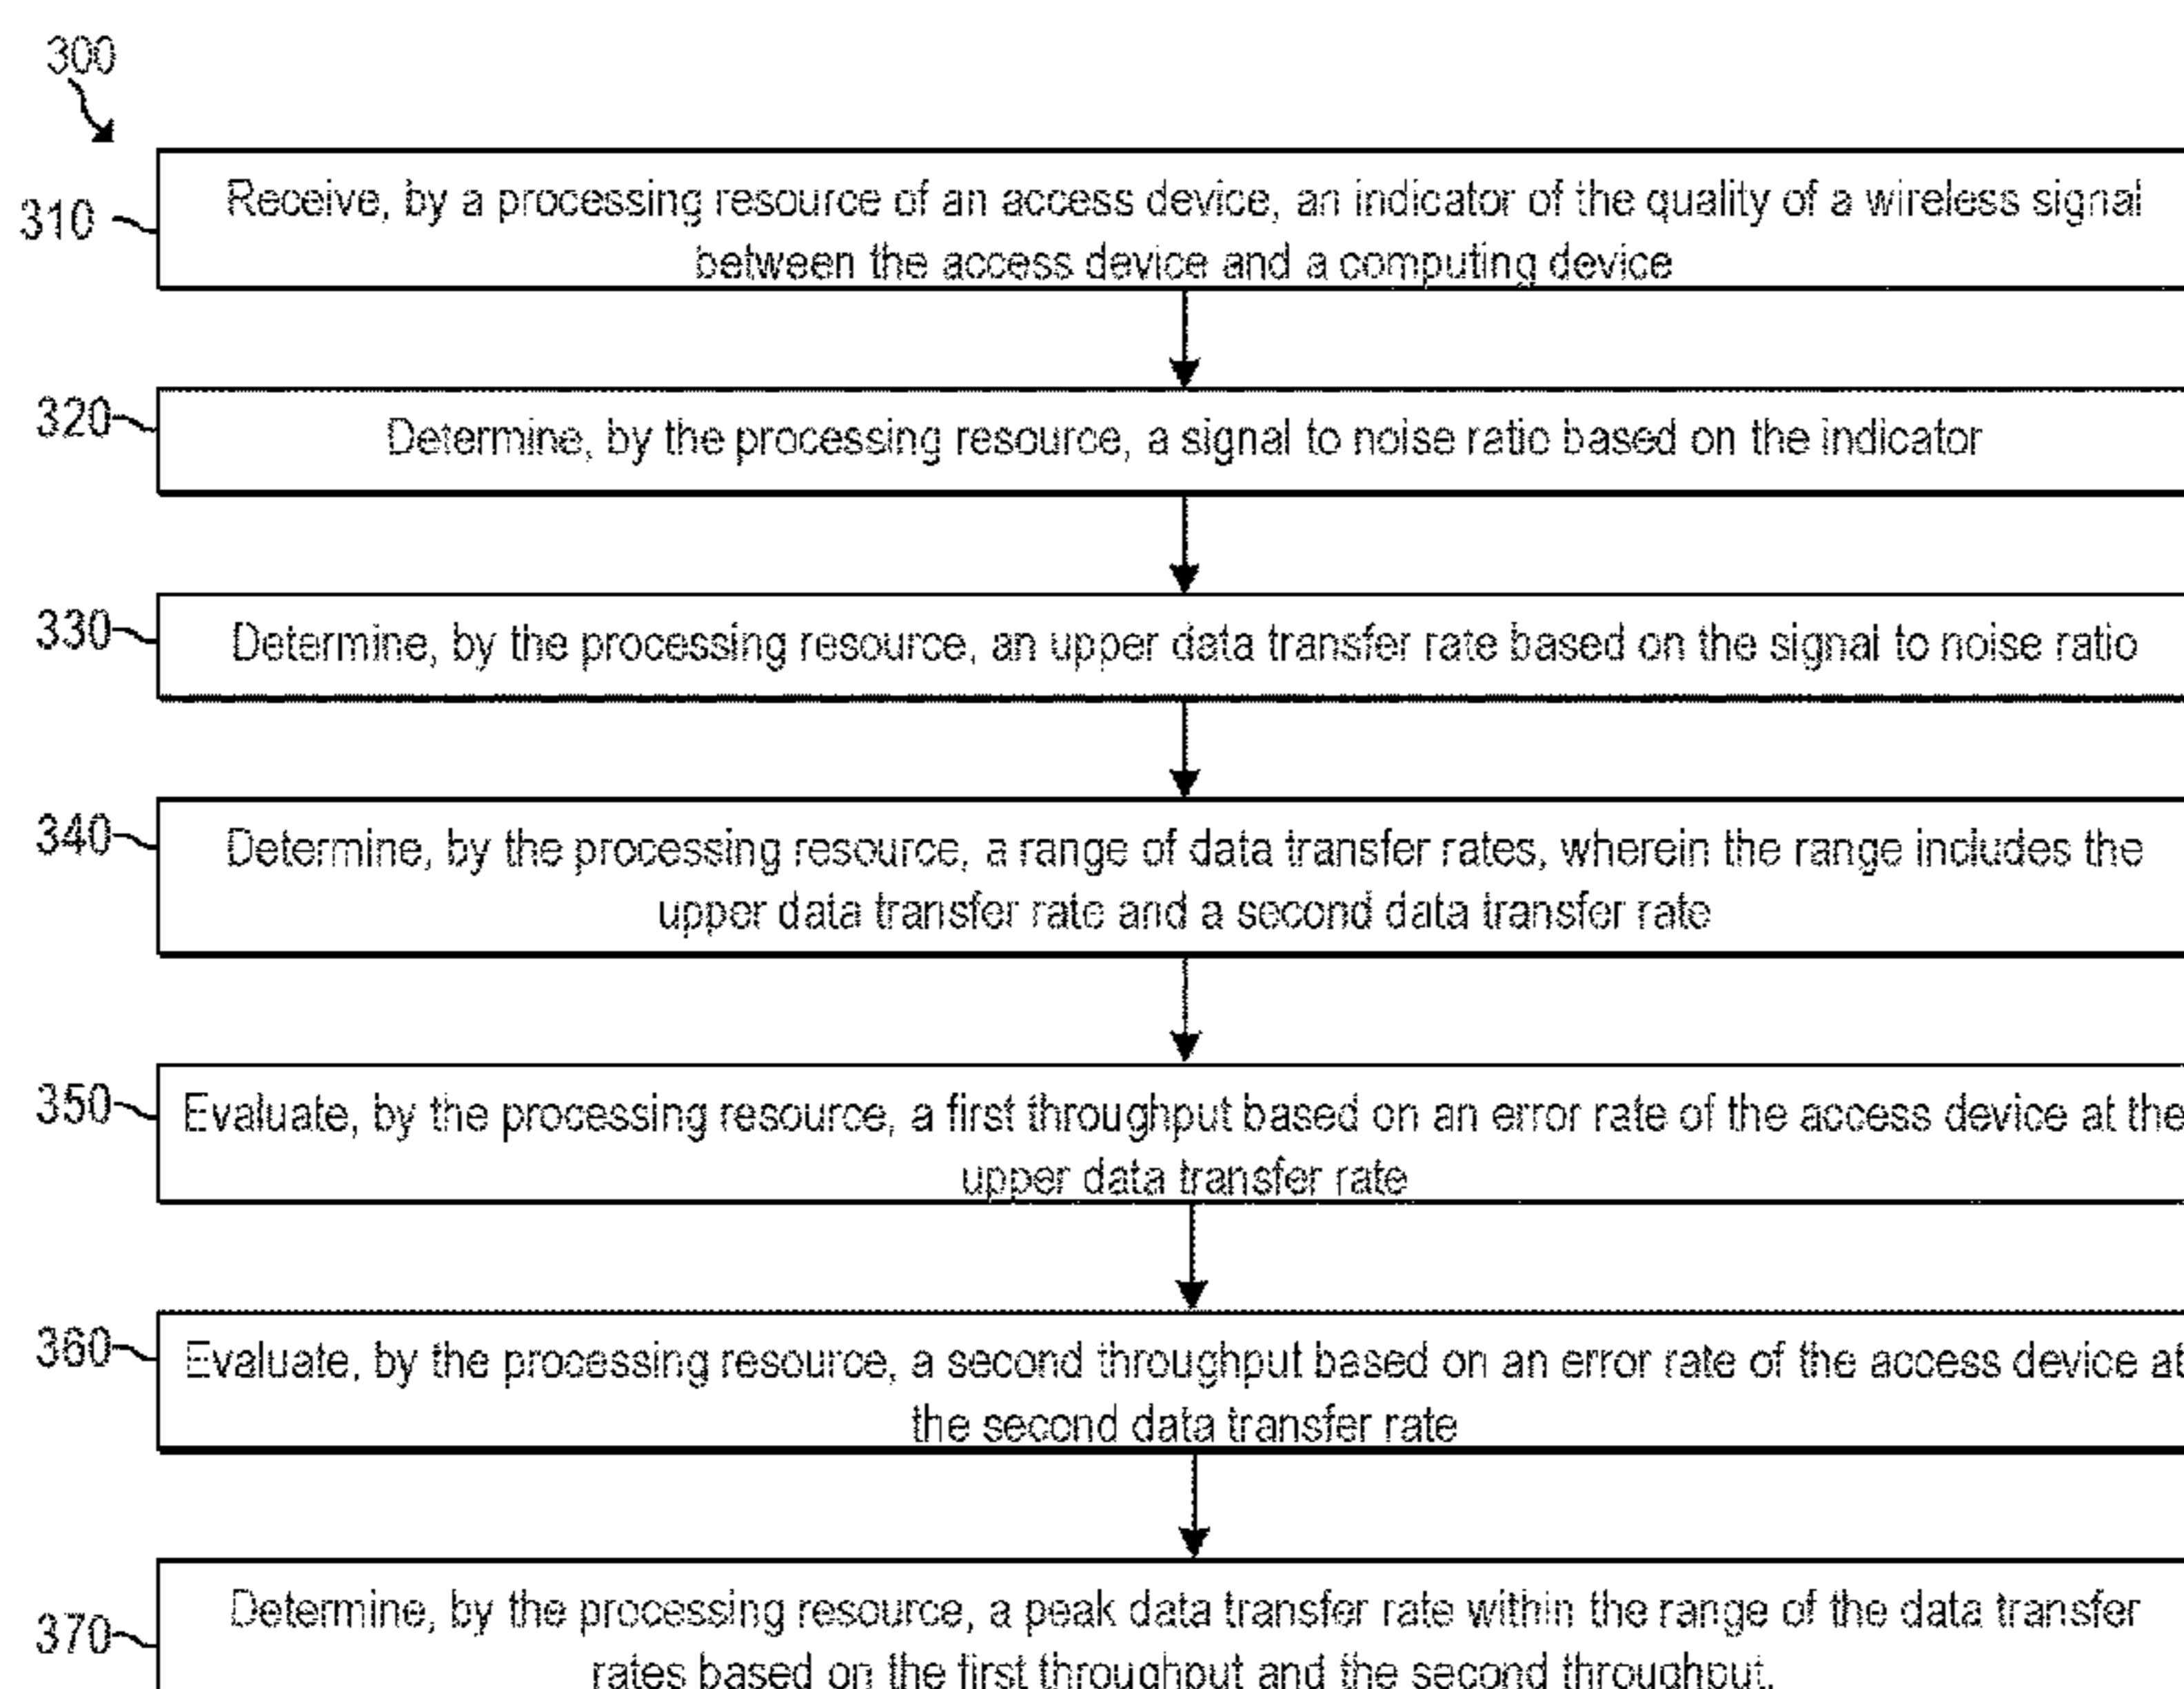 300
310
Receive, by a processing resource of an access device, an indicator of the quality of a wireless signal
between the access device and a computing device
320
Determine, by the processing resource, a signal to noise ratio based on the indicator
330
Determine, by the processing resource, an upper data transfer rate based on the signal to noise ratio
340
Determine, by the processing resource, a range of data transfer rates, wherein the range includes the
upper data transfer rate and a second data transfer rate
350
Evaluate, by the processing resource, a first throughput based on an error rate of the access device at the
upper data transfer rate
360
Evaluate, by the processing resource, a second throughput based on an error rate of the access device at
the second data transfer rate
370
Determine, by the processing resource, a peak data transfer rate within the range of the data transfer
rates based on the first throughput and the second throughput.